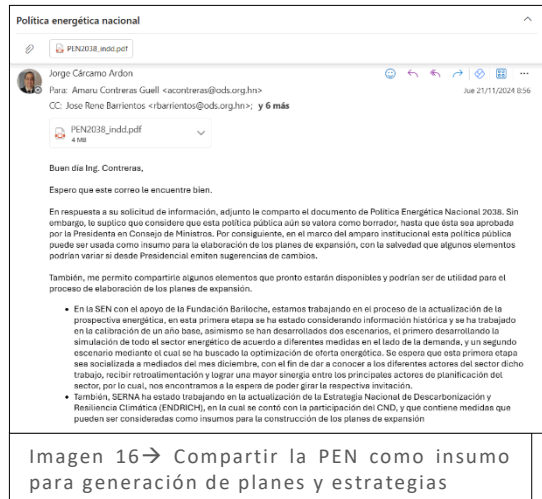 Política energética nacional
PEN2038_indd.pdf
Jorge Cárcamo Ardon
Para: Amaru Contreras Guell <acontreras@ods.org.hn>
Jue 21/11/2024 8:56
CC: Jose Rene Barrientos <rbarrientos@ods.org.hn>; y 6 más
PEN2038_indd.pdf
4 MB
Buen día Ing. Contreras,
Espero que este correo le encuentre bien.
En respuesta a su solicitud de información, adjunto le comparto el documento de Política Energética Nacional 2038. Sin
embargo, lo suplico que considere que esta política pública aún se valora como borrador, hasta que ésta sea aprobada
por la Presidenta en Consejo de Ministros. Por consiguiente, en el marco del amparo institucional esta política pública
puede ser usada como insumo para la elaboración de los planes de expansión, con la salvedad que algunos elementos
podrían variar si desde Presidencial emiten sugerencias de cambios.
También, me permito compartirle algunos elementos que pronto estarán disponibles y podrían ser de utilidad para el
proceso de elaboración de los planes de expansión.
• En la SEN con el apoyo de la Fundación Bariloche, estamos trabajando en el proceso de la actualización de la
prospectiva energética, en esta primera etapa se ha estado considerando información histórica y se ha trabajado
en la calibración de un año base, asimismo se han desarrollados dos escenarios, el primero desarrollando la
simulación de todo el sector energético de acuerdo a diferentes medidas en el lado de la demanda, y un segundo
escenario mediante el cual se ha buscado la optimización de oferta energética. Se espera que esta primera etapa
sea socializada a mediados del mes diciembre, con el fin de dar a conocer a los diferentes actores del sector dicho
trabajo, recibir retroalimentación y lograr una mayor sinergia entre los principales actores de planificación del
sector, por lo cual, nos encontramos a la espera de poder girar la respectiva invitación.
• También, SERNA ha estado trabajando en la actualización de la Estrategia Nacional de Descarbonización y
Resiliencia Climática (ENDRICH), en la cual se contó con la participación del CND, y que contiene medidas que
pueden ser consideradas como insumos para la construcción de los planes de expansión
Imagen 16→ Compartir la PEN como insumo
para generación de planes y estrategias